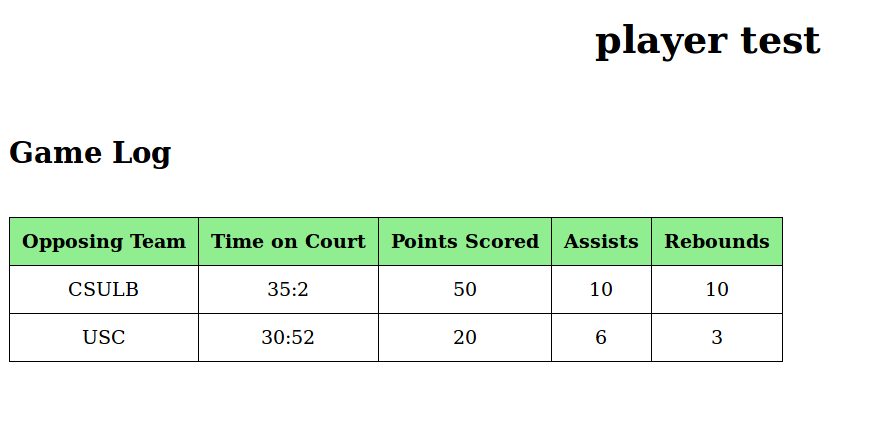 player test
Game Log
Opposing Team Time on Court Points Scored Assists Rebounds
CSULB 35:2 50 10 10
USC 30:52 20 6 3